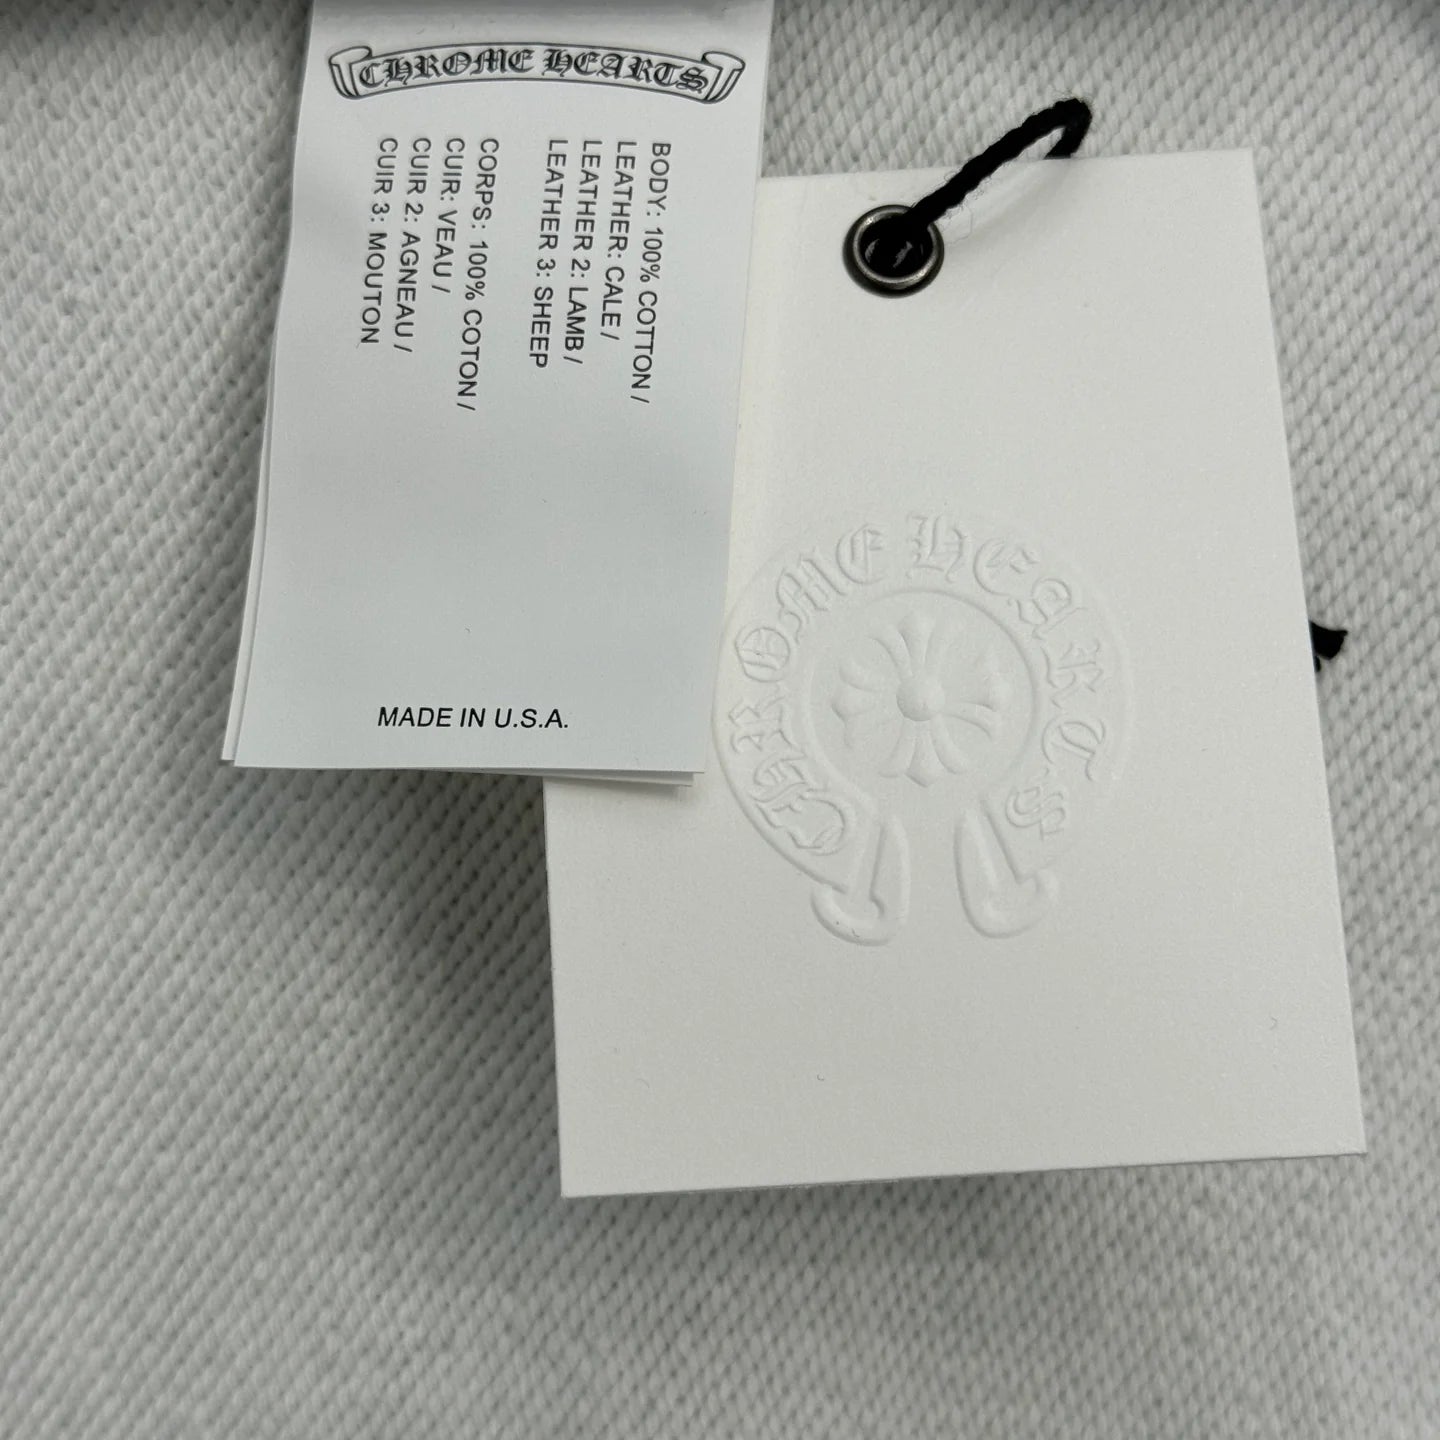 CHROME HEARTS
BODY: 100% COTTON /
LEATHER: CALE /
LEATHER 2: LAMB /
LEATHER 3: SHEEP
CORPS: 100% COTON /
CUIR: VEAU /
CUIR 2: AGNEAU /
CUIR 3: MOUTON
MADE IN U.S.A.
CHROME HEARTS